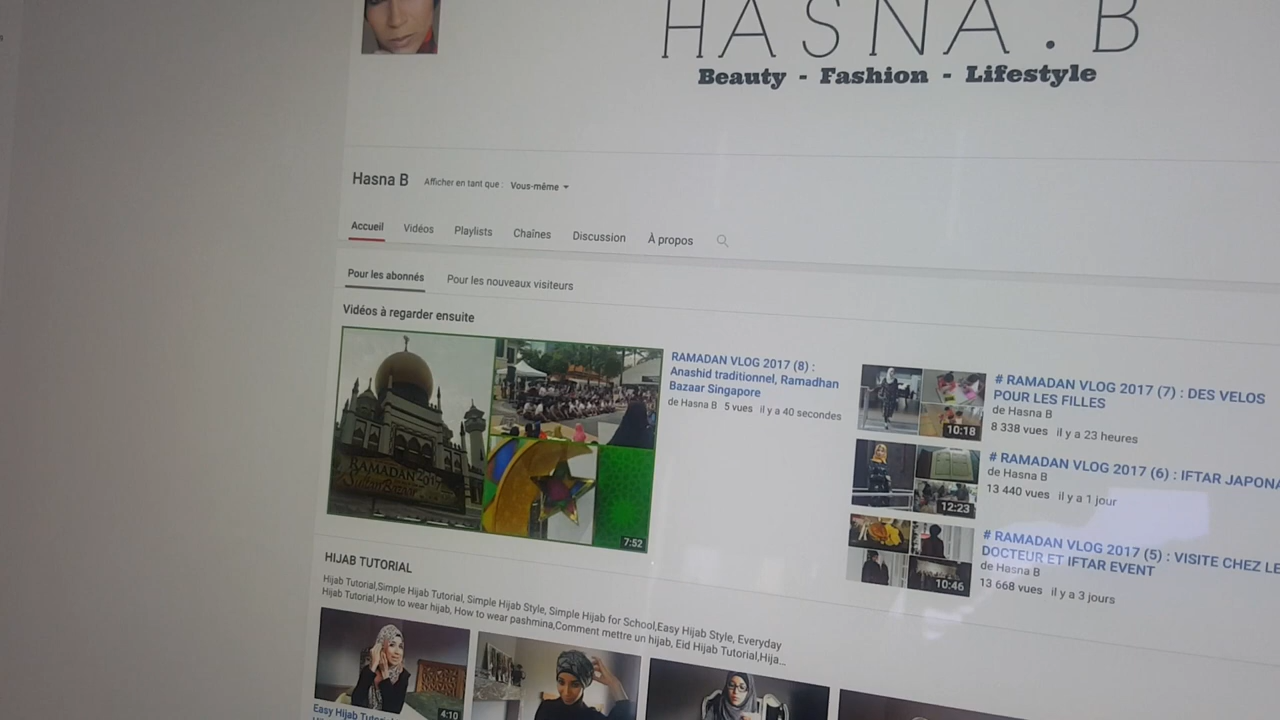 HASNA.B
Beauty - Fashion - Lifestyle
Hasna B
Afficher en tant que : Vous-même
Accueil Vidéos Playlists Chaînes Discussion À propos
Pour les abonnés Pour les nouveaux visiteurs
Vidéos à regarder ensuite
RAMADAN VLOG 2017 (8) :
Anashid traditionnel, Ramadhan
Bazaar Singapore
de Hasna B 5 vues il y a 40 secondes
RAMADAN
7:52
# RAMADAN VLOG 2017 (7) : DES VELOS
POUR LES FILLES
de Hasna B
8 338 vues il y a 23 heures
10:18
# RAMADAN VLOG 2017 (6) : IFTAR JAPONA
de Hasna B
13 440 vues il y a 1 jour
12:23
# RAMADAN VLOG 2017 (5) : VISITE CHEZ LE
DOCTEUR ET IFTAR EVENT
de Hasna B
13 668 vues il y a 3 jours
10:46
HIJAB TUTORIAL
Hijab Tutorial,Simple Hijab Tutorial, Simple Hijab Style, Simple Hijab for School,Easy Hijab Style, Everyday
Hijab Tutorial,How to wear hijab, How to wear pashmina,Comment mettre un hijab, Eid Hijab Tutorial,Hija...
4:10
Easy Hijab